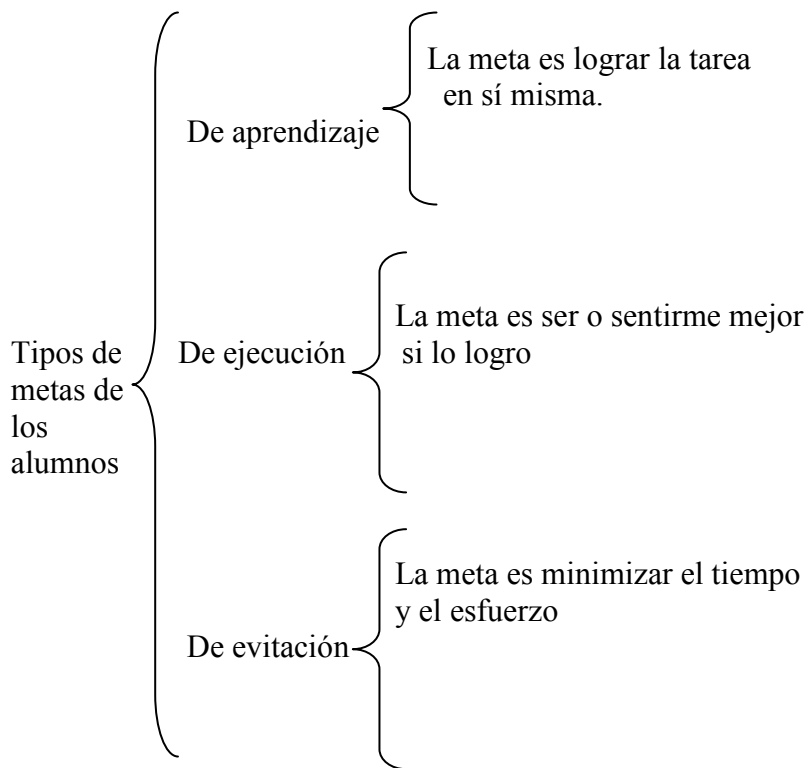 La meta es lograr la tarea
en sí misma.
De aprendizaje
La meta es ser o sentirme mejor
si lo logro
Tipos de
metas de
los
alumnos
De ejecución
La meta es minimizar el tiempo
y el esfuerzo
De evitación